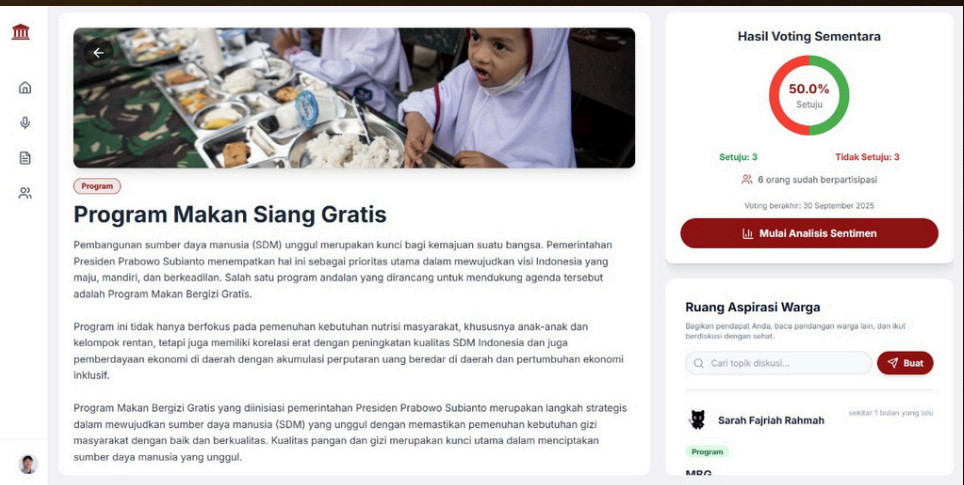 Program
Program Makan Siang Gratis
Pembangunan sumber daya manusia (SDM) unggul merupakan kunci bagi kemajuan suatu bangsa. Pemerintahan
Presiden Prabowo Subianto menempatkan hal ini sebagai prioritas utama dalam mewujudkan visi Indonesia yang
maju, mandiri, dan berkeadilan. Salah satu program andalan yang dirancang untuk mendukung agenda tersebut
adalah Program Makan Bergizi Gratis.
Program ini tidak hanya berfokus pada pemenuhan kebutuhan nutrisi masyarakat, khususnya anak-anak dan
kelompok rentan, tetapi juga memiliki korelasi erat dengan peningkatan kualitas SDM Indonesia dan juga
pemberdayaan ekonomi di daerah dengan akumulasi perputaran uang beredar di daerah dan pertumbuhan ekonomi
inklusif.
Program Makan Bergizi Gratis yang diinisiasi pemerintahan Presiden Prabowo Subianto merupakan langkah strategis
dalam mewujudkan sumber daya manusia (SDM) yang unggul dengan memastikan pemenuhan kebutuhan gizi
masyarakat dengan baik dan berkualitas. Kualitas pangan dan gizi merupakan kunci utama dalam menciptakan
sumber daya manusia yang unggul.
Hasil Voting Sementara
50.0%
Setuju
Setuju: 3
Tidak Setuju: 3
6 orang sudah berpartisipasi
Voting berakhir: 30 September 2025
Mulai Analisis Sentimen
Ruang Aspirasi Warga
Bagikan pendapat Anda, baca pandangan warga lain, dan ikut
berdiskusi dengan sehat.
Cari topik diskusi...
Buat
Sarah Fajriah Rahmah
sekitar 1 bulan yang lalu
Program
MBG